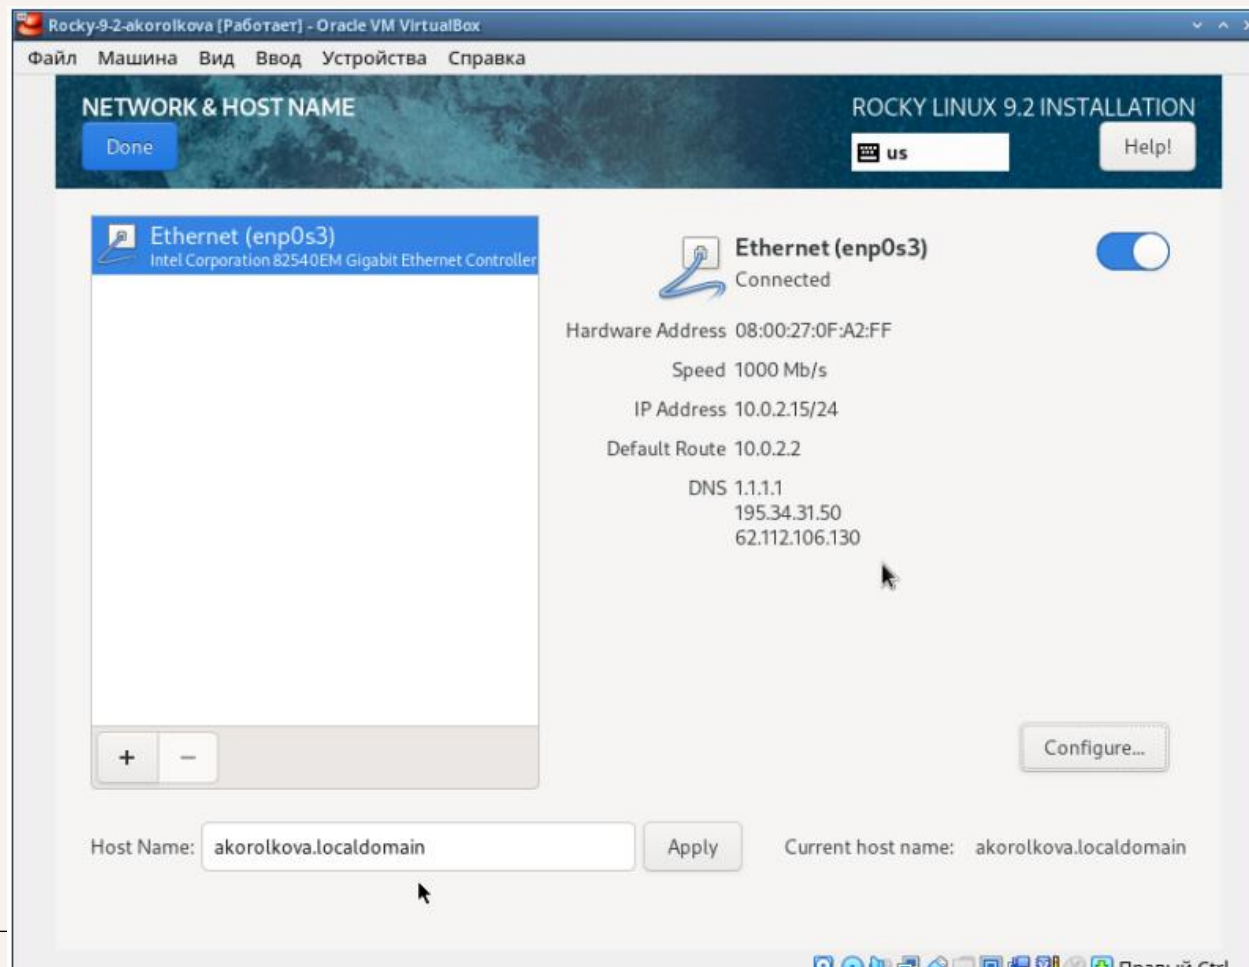 Rocky-9-2-akorolkova [Работает] - Oracle VM VirtualBox
Файл Машина Вид Ввод Устройства Справка
NETWORK & HOST NAME
ROCKY LINUX 9.2 INSTALLATION
Done
us
Help!
Ethernet (enp0s3)
Intel Corporation 82540EM Gigabit Ethernet Controller
Ethernet (enp0s3)
Connected
Hardware Address 08:00:27:0F:A2:FF
Speed 1000 Mb/s
IP Address 10.0.2.15/24
Default Route 10.0.2.2
DNS 1.1.1.1
195.34.31.50
62.112.106.130
+ −
Configure...
Host Name: akorolkova.localdomain
Apply
Current host name: akorolkova.localdomain
Правый Ctrl